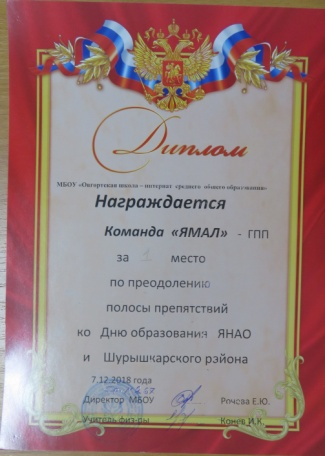 Диплом
МБОУ «Овгортская школа – интернат среднего общего образования»
Награждается
Команда «ЯМАЛ» - ГПП
за 1 место
по преодолению
полосы препятствий
ко Дню образования ЯНАО
и Шурышкарского района
7.12.2018 года
Директор МБОУ Рочева Е.Ю.
Учитель физ-ры Конев И.К.